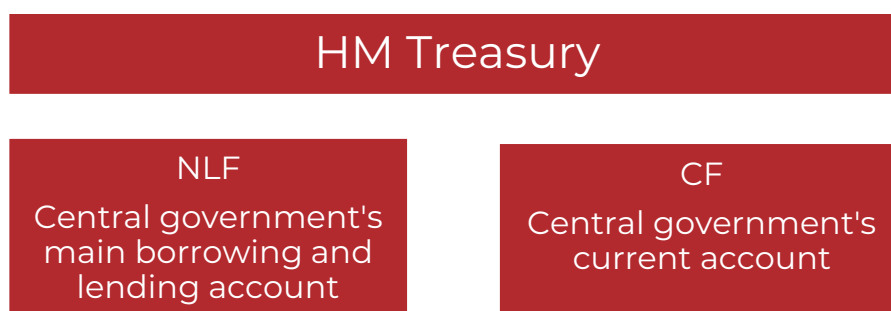 HM Treasury
NLF
Central government's
main borrowing and
lending account
CF
Central government's
current account